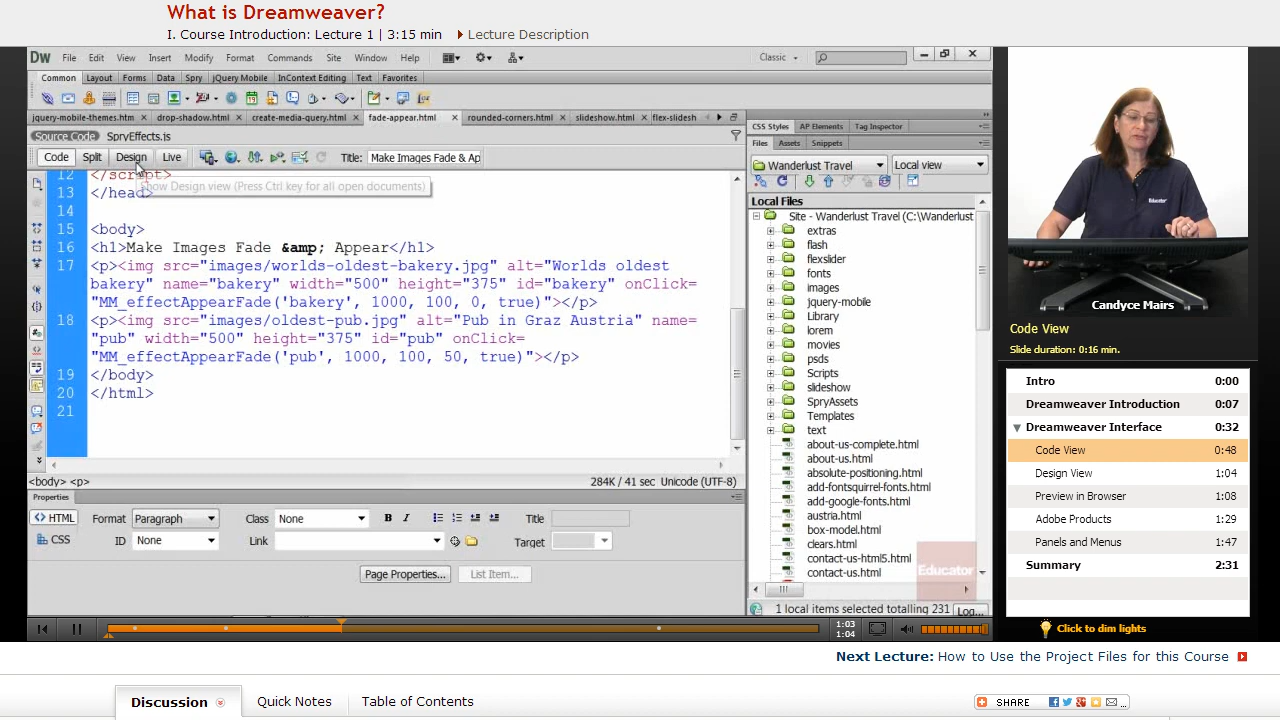 What is Dreamweaver?
I. Course Introduction: Lecture 1 | 3:15 min
Lecture Description
DW File Edit View Insert Modify Format Commands Site Window Help
Classic
Common Layout Forms Data Spry jQuery Mobile InContext Editing Text Favorites
jquery-mobile-themes.htm
drop-shadow.html
create-media-query.html
fade-appear.html
rounded-corners.html
slideshow.html
flex-slidesh
Source Code SpryEffects.js
Code Split Design Live Title: Make Images Fade & Ap
Show Design view (Press Ctrl key for all open documents)
12 </script>
13 </head>
14
15 <body>
16 <h1>Make Images Fade &amp; Appear</h1>
17 <p><img src="images/worlds-oldest-bakery.jpg" alt="Worlds oldest
bakery" name="bakery" width="500" height="375" id="bakery" onClick=
"MM_effectAppearFade('bakery', 1000, 100, 0, true)"></p>
18 <p><img src="images/oldest-pub.jpg" alt="Pub in Graz Austria" name=
"pub" width="500" height="375" id="pub" onClick=
"MM_effectAppearFade('pub', 1000, 100, 50, true)"></p>
19 </body>
20 </html>
21
<body> <p>
284K / 41 sec Unicode (UTF-8)
Properties
<> HTML
CSS
Format Paragraph
ID None
Class None
Link
B I
Title
Target
Page Properties...
List Item...
CSS Styles AP Elements Tag Inspector
Files Assets Snippets
Wanderlust Travel
Local view
Local Files
Site - Wanderlust Travel (C:\Wanderlust
extras
flash
flexslider
fonts
images
jquery-mobile
Library
lorem
movies
psds
Scripts
slideshow
SpryAssets
Templates
text
about-us-complete.html
about-us.html
absolute-positioning.html
add-fontsquirrel-fonts.html
add-google-fonts.html
austria.html
box-model.html
clears.html
contact-us-html5.html
contact-us.html
Educator
1 local items selected totalling 231
Log...
1:03
1:04
Educator
Candyce Mairs
Code View
Slide duration: 0:16 min.
Intro 0:00
Dreamweaver Introduction 0:07
Dreamweaver Interface 0:32
Code View 0:48
Design View 1:04
Preview in Browser 1:08
Adobe Products 1:29
Panels and Menus 1:47
Summary 2:31
Click to dim lights
Next Lecture: How to Use the Project Files for this Course
Discussion
Quick Notes
Table of Contents
SHARE